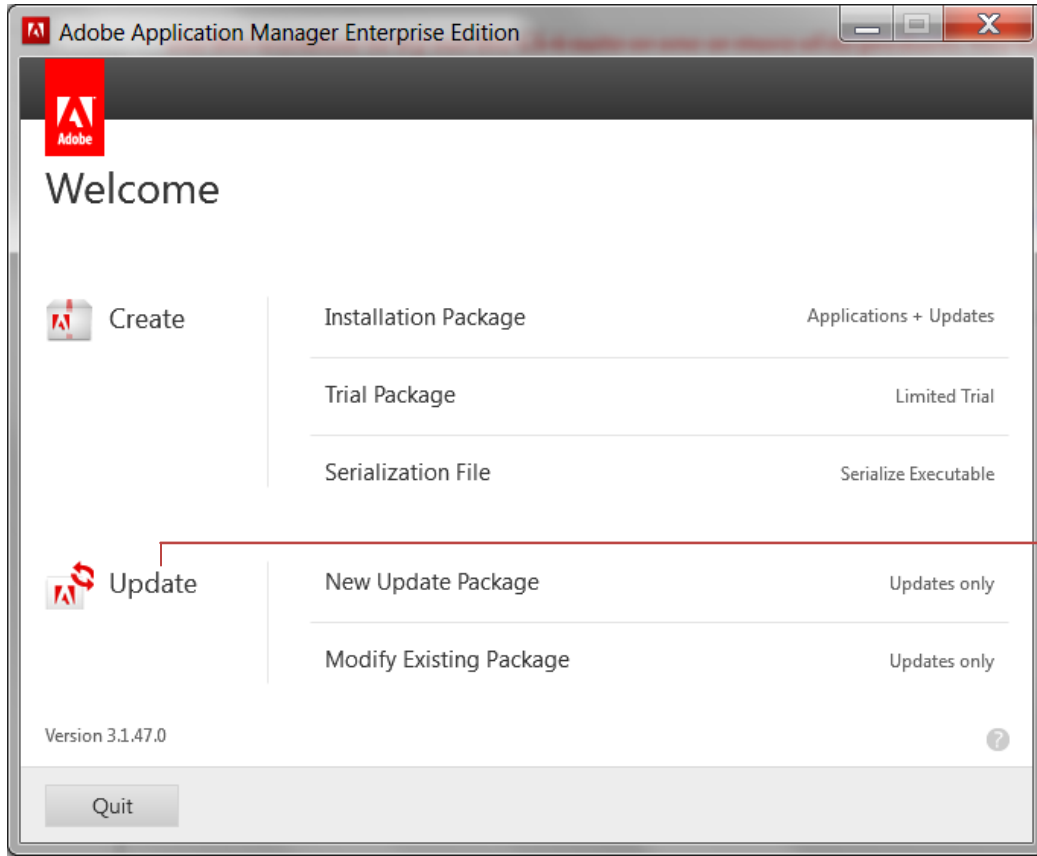 Adobe Application Manager Enterprise Edition
Adobe
Welcome
Create
Installation Package Applications + Updates
Trial Package Limited Trial
Serialization File Serialize Executable
Update
New Update Package Updates only
Modify Existing Package Updates only
Version 3.1.47.0
?
Quit